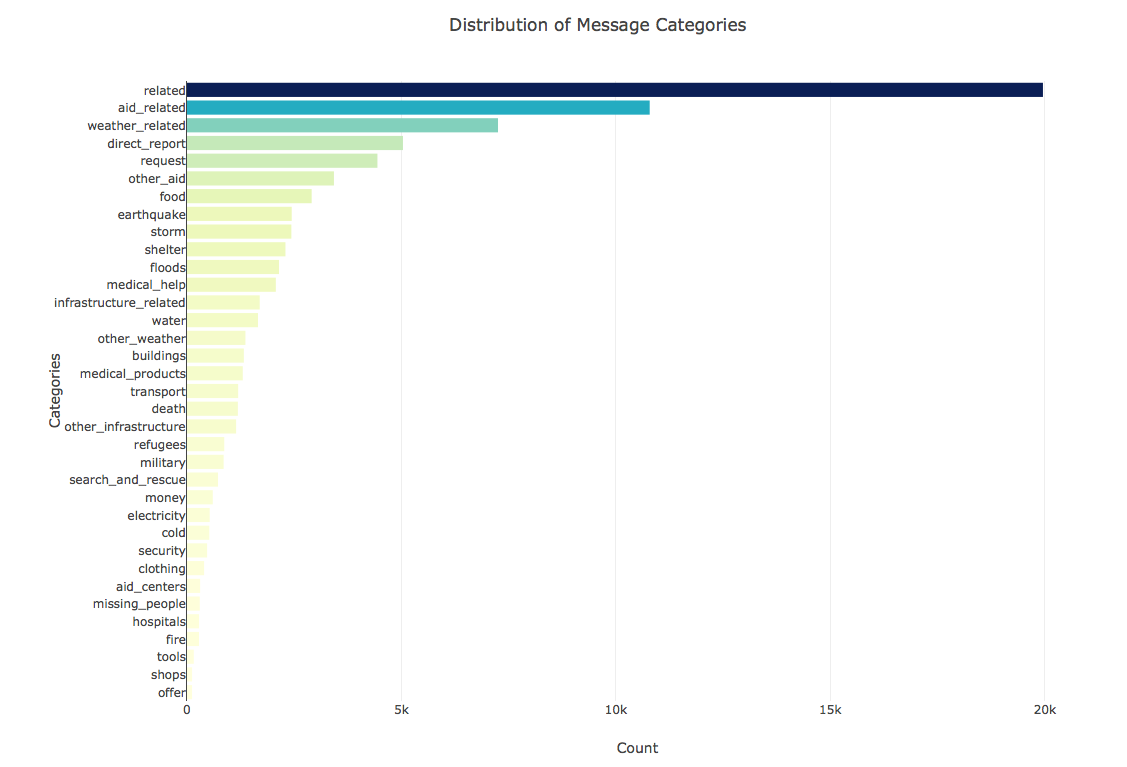 Distribution of Message Categories
related
aid_related
weather_related
direct_report
request
other_aid
food
earthquake
storm
shelter
floods
medical_help
infrastructure_related
water
other_weather
buildings
medical_products
transport
death
other_infrastructure
refugees
military
search_and_rescue
money
electricity
cold
security
clothing
aid_centers
missing_people
hospitals
fire
tools
shops
offer
Categories
0 5k 10k 15k 20k
Count